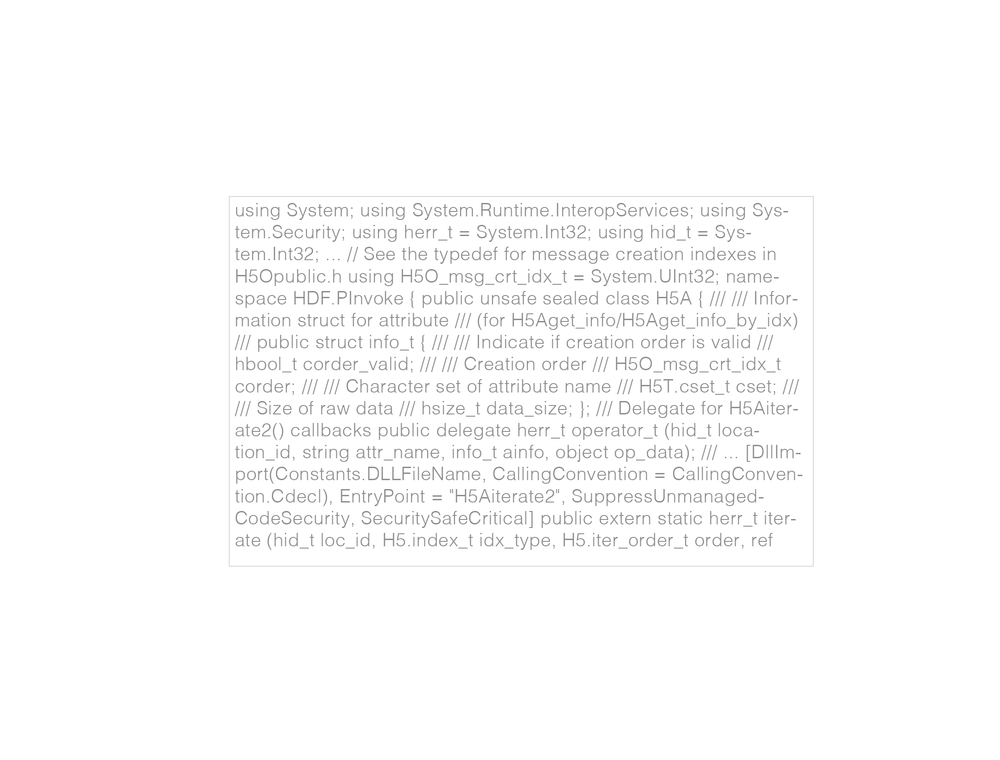 using System; using System.Runtime.InteropServices; using Sys-
tem.Security; using herr_t = System.Int32; using hid_t = Sys-
tem.Int32; ... // See the typedef for message creation indexes in
H5Opublic.h using H5O_msg_crt_idx_t = System.UInt32; name-
space HDF.PInvoke { public unsafe sealed class H5A { /// /// Infor-
mation struct for attribute /// (for H5Aget_info/H5Aget_info_by_idx)
/// public struct info_t { /// /// Indicate if creation order is valid ///
hbool_t corder_valid; /// /// Creation order /// H5O_msg_crt_idx_t
corder; /// /// Character set of attribute name /// H5T.cset_t cset; ///
/// Size of raw data /// hsize_t data_size; }; /// Delegate for H5Aiter-
ate2() callbacks public delegate herr_t operator_t (hid_t loca-
tion_id, string attr_name, info_t ainfo, object op_data); /// ... [DllIm-
port(Constants.DLLFileName, CallingConvention = CallingConven-
tion.Cdecl), EntryPoint = "H5Aiterate2", SuppressUnmanaged-
CodeSecurity, SecuritySafeCritical] public extern static herr_t iter-
ate (hid_t loc_id, H5.index_t idx_type, H5.iter_order_t order, ref